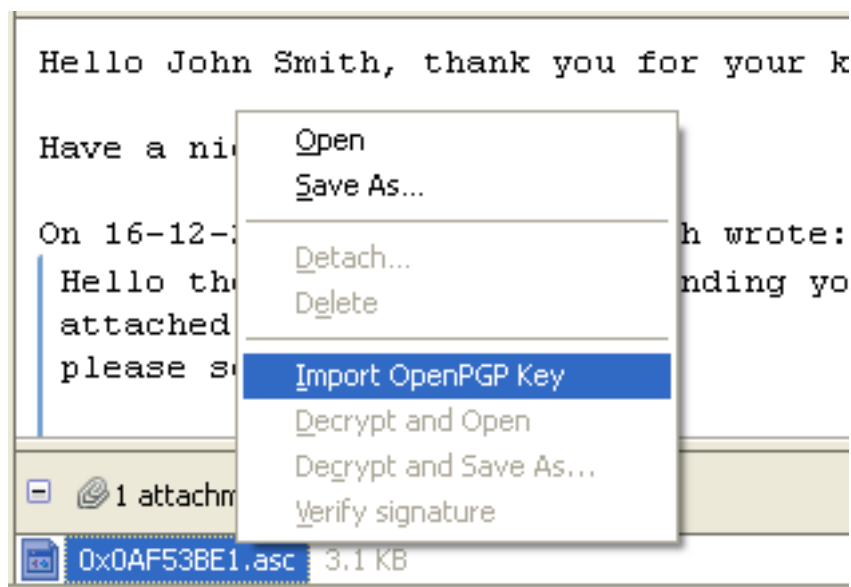 Hello John Smith, thank you for your k
Have a ni
On 16-12-
h wrote:
Hello th
nding yo
attached
please s
Open
Save As...
Detach...
Delete
Import OpenPGP Key
Decrypt and Open
Decrypt and Save As...
Verify signature
1 attachm
0x0AF53BE1.asc 3.1 KB